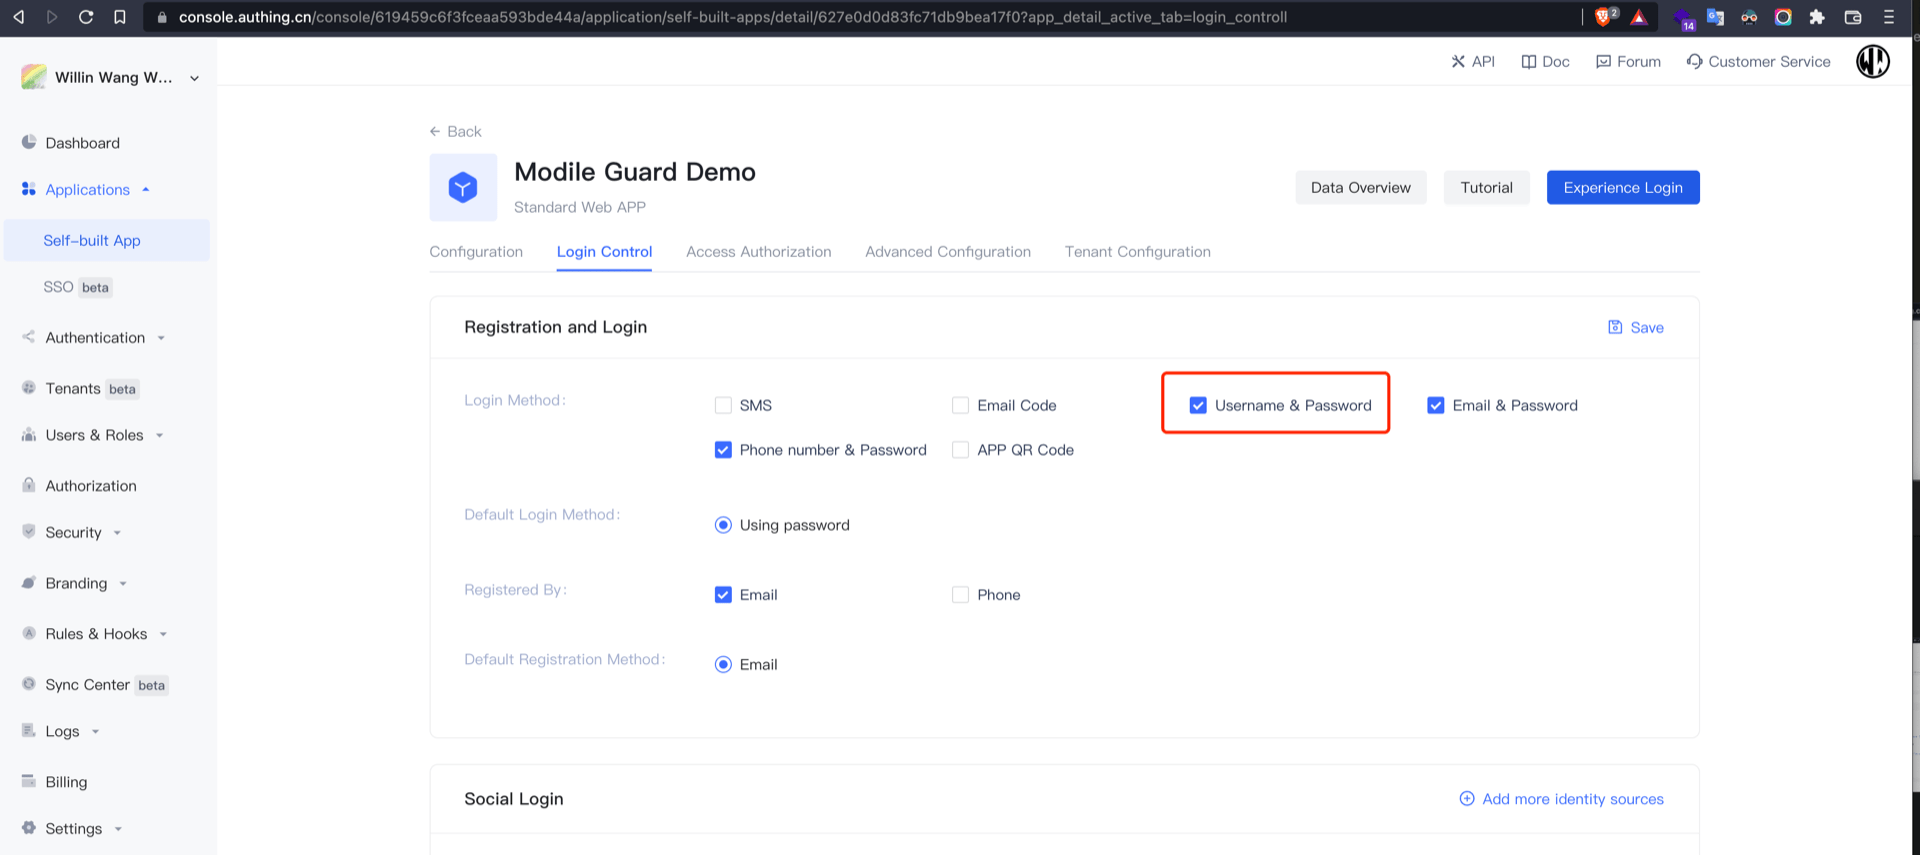 console.authing.cn/console/619459c6f3fceaa593bde44a/application/self-built-apps/detail/627e0d0d83fc71db9bea17f0?app_detail_active_tab=login_controll
2
14
Willin Wang W...
API
Doc
Forum
Customer Service
Dashboard
Applications
Self-built App
SSO beta
Authentication
Tenants beta
Users & Roles
Authorization
Security
Branding
Rules & Hooks
Sync Center beta
Logs
Billing
Settings
Back
Modile Guard Demo
Standard Web APP
Data Overview
Tutorial
Experience Login
Configuration
Login Control
Access Authorization
Advanced Configuration
Tenant Configuration
Registration and Login
Save
Login Method:
SMS
Email Code
Username & Password
Email & Password
Phone number & Password
APP QR Code
Default Login Method:
Using password
Registered By:
Email
Phone
Default Registration Method:
Email
Social Login
Add more identity sources